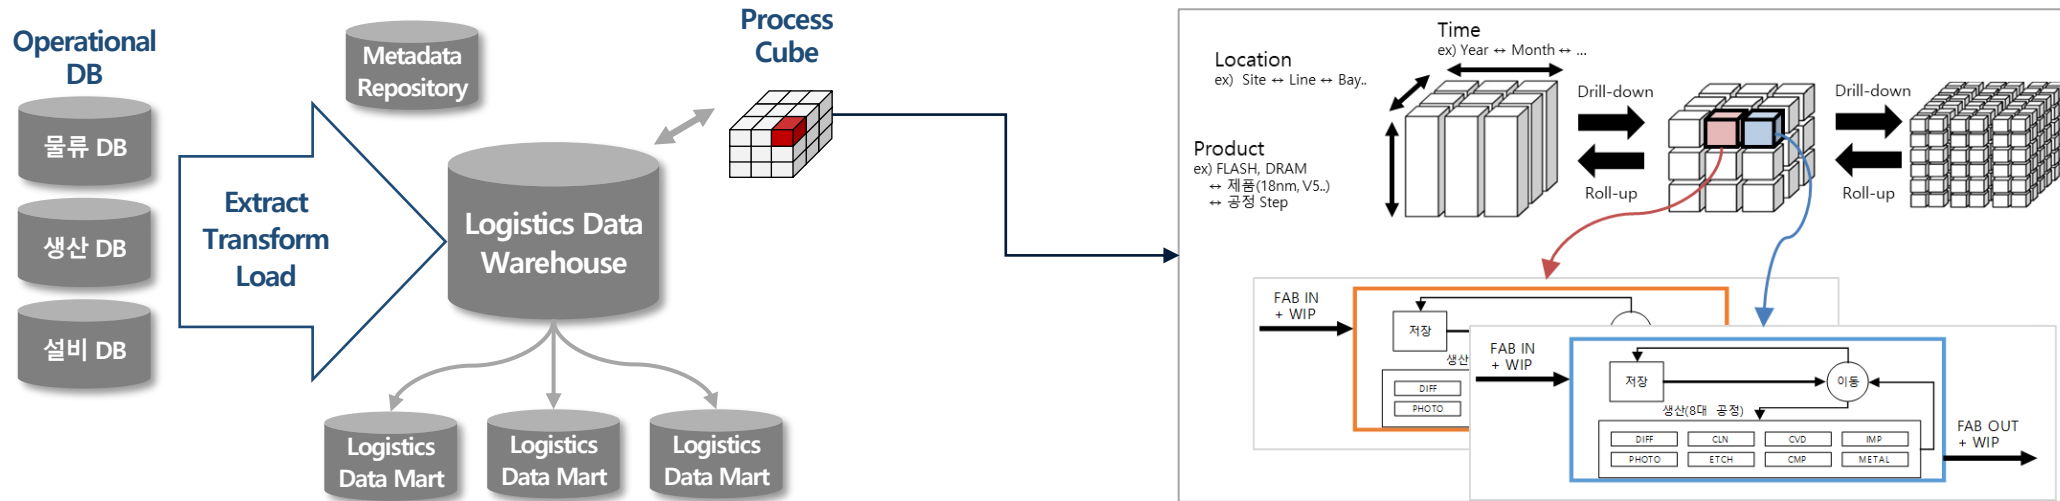 Operational
DB
물류 DB
생산 DB
설비 DB
Extract
Transform
Load
Metadata
Repository
Logistics Data
Warehouse
Logistics
Data Mart
Logistics
Data Mart
Logistics
Data Mart
Process
Cube
Time
ex) Year ↔ Month ↔ ...
Location
ex) Site ↔ Line ↔ Bay..
Product
ex) FLASH, DRAM
↔ 제품(18nm, V5..)
↔ 공정 Step
Drill-down
Roll-up
Drill-down
Roll-up
FAB IN
+ WIP
저장
생산
DIFF
PHOTO
FAB IN
+ WIP
저장
이동
생산(8대 공정)
DIFF CLN CVD IMP
PHOTO ETCH CMP METAL
FAB OUT
+ WIP